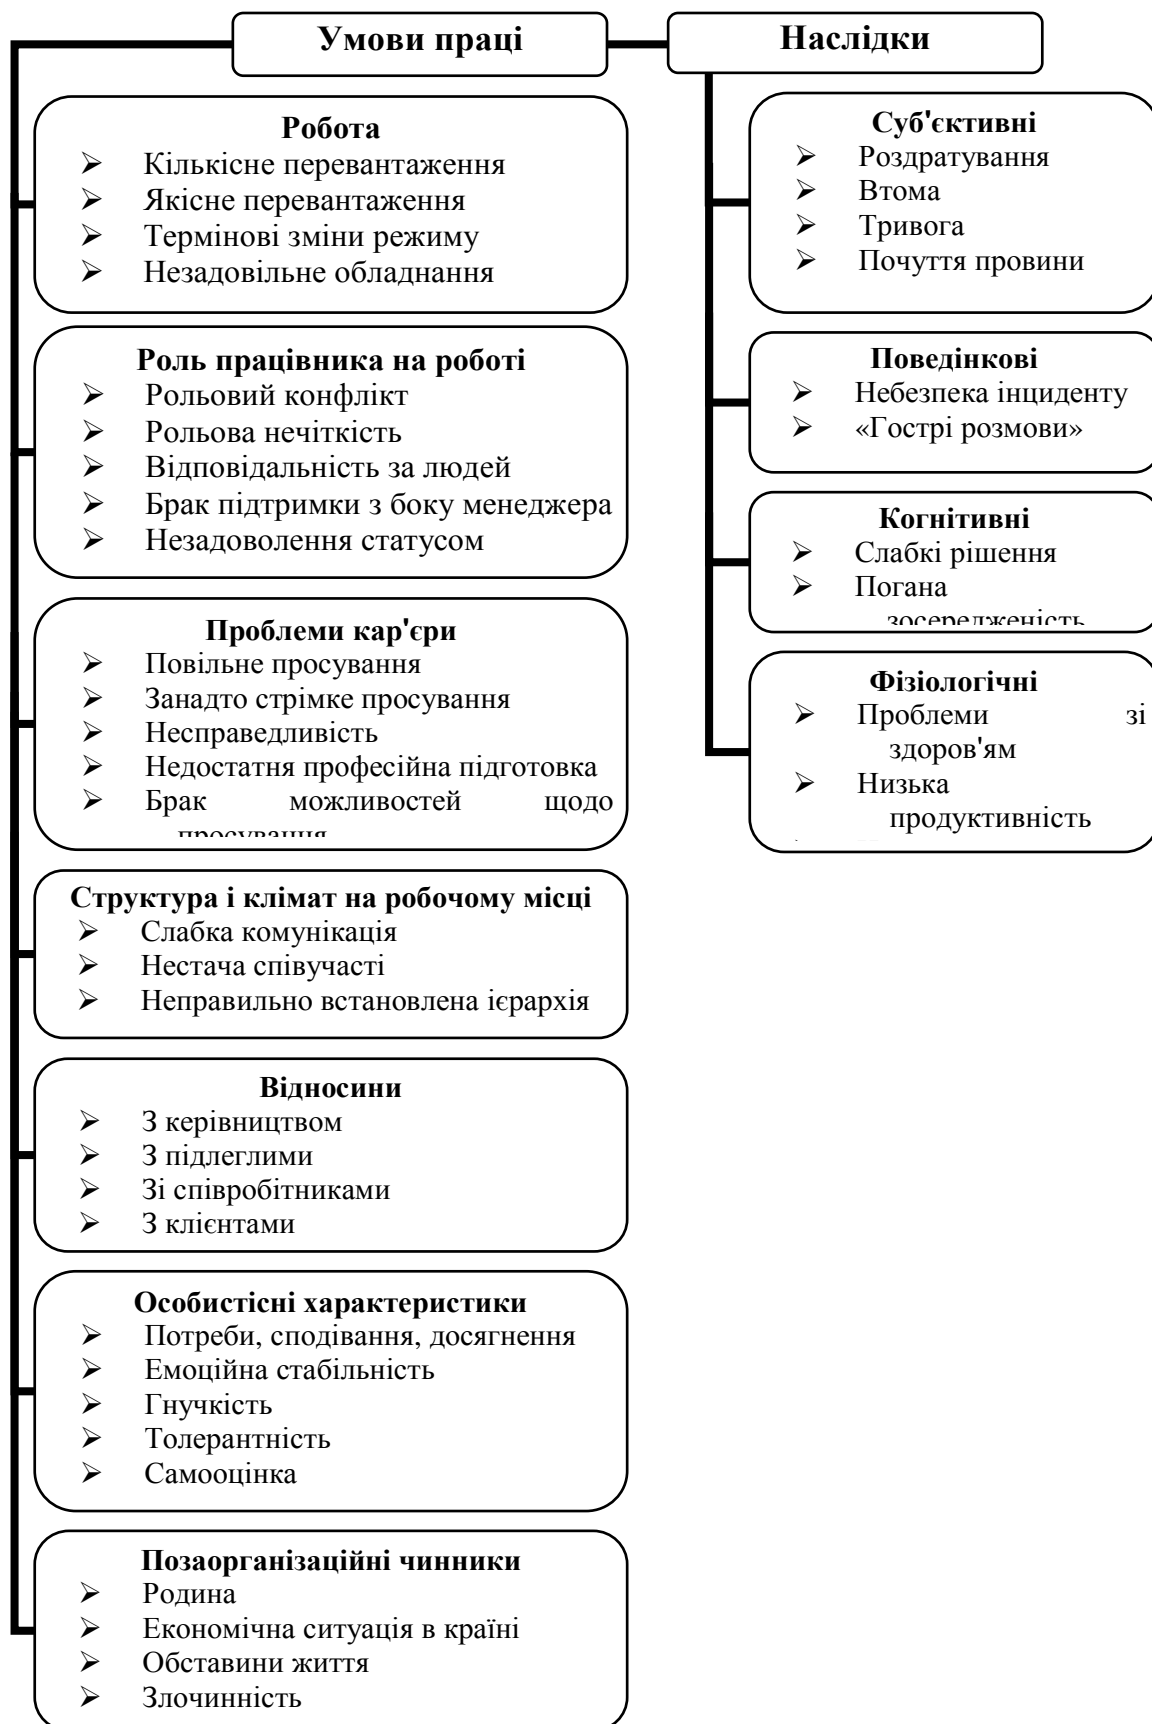 Умови праці
Наслідки
Робота
➢ Кількісне перевантаження
➢ Якісне перевантаження
➢ Термінові зміни режиму
➢ Незадовільне обладнання
Роль працівника на роботі
➢ Рольовий конфлікт
➢ Рольова нечіткість
➢ Відповідальність за людей
➢ Брак підтримки з боку менеджера
➢ Незадоволення статусом
Проблеми кар'єри
➢ Повільне просування
➢ Занадто стрімке просування
➢ Несправедливість
➢ Недостатня професійна підготовка
➢ Брак можливостей щодо
просування
Структура і клімат на робочому місці
➢ Слабка комунікація
➢ Нестача співучасті
➢ Неправильно встановлена ієрархія
Відносини
➢ З керівництвом
➢ З підлеглими
➢ Зі співробітниками
➢ З клієнтами
Особистісні характеристики
➢ Потреби, сподівання, досягнення
➢ Емоційна стабільність
➢ Гнучкість
➢ Толерантність
➢ Самооцінка
Позаорганізаційні чинники
➢ Родина
➢ Економічна ситуація в країні
➢ Обставини життя
➢ Злочинність
Суб'єктивні
➢ Роздратування
➢ Втома
➢ Тривога
➢ Почуття провини
Поведінкові
➢ Небезпека інциденту
➢ «Гострі розмови»
Когнітивні
➢ Слабкі рішення
➢ Погана
зосередженість
Фізіологічні
➢ Проблеми зі
здоров'ям
➢ Низька
продуктивність